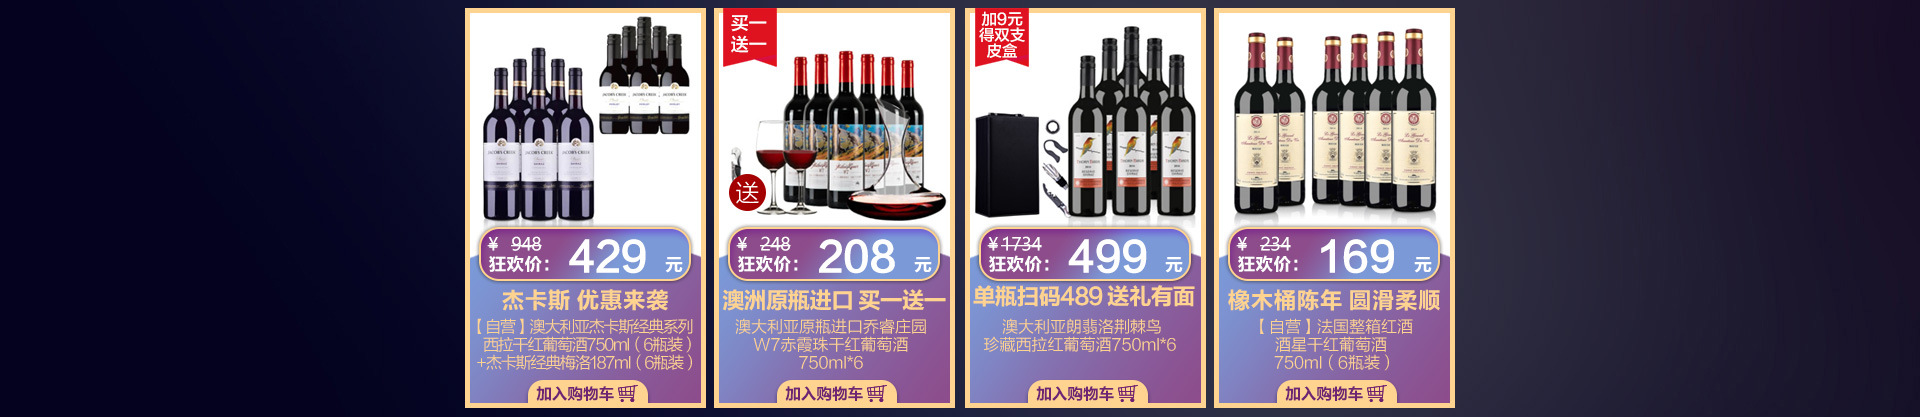 ¥ 948
狂欢价: 429 元
杰卡斯 优惠来袭
【自营】澳大利亚杰卡斯经典系列
西拉干红葡萄酒750ml（6瓶装）
+杰卡斯经典梅洛187ml（6瓶装）
加入购物车
买一
送一
送
¥ 248
狂欢价: 208 元
澳洲原瓶进口 买一送一
澳大利亚原瓶进口乔睿庄园
W7赤霞珠干红葡萄酒
750ml*6
加入购物车
加9元
得双支
皮盒
¥1734
狂欢价: 499 元
单瓶扫码489 送礼有面
澳大利亚朗翡洛荆棘鸟
珍藏西拉红葡萄酒750ml*6
加入购物车
¥ 234
狂欢价: 169 元
橡木桶陈年 圆滑柔顺
【自营】法国整箱红酒
酒星干红葡萄酒
750ml（6瓶装）
加入购物车
JACOB'S CREEK
JACOB'S CREEK
JACOB'S CREEK